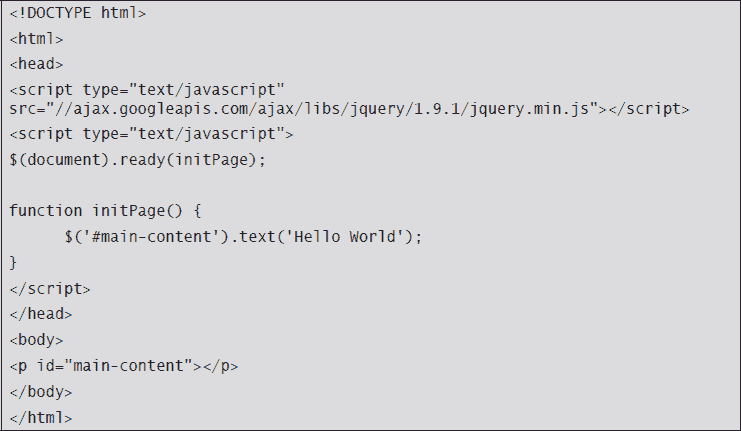 <!DOCTYPE html>
<html>
<head>
<script type="text/javascript"
src="//ajax.googleapis.com/ajax/libs/jquery/1.9.1/jquery.min.js"></script>
<script type="text/javascript">
$(document).ready(initPage);

function initPage() {
      $('#main-content').text('Hello World');
}
</script>
</head>
<body>
<p id="main-content"></p>
</body>
</html>